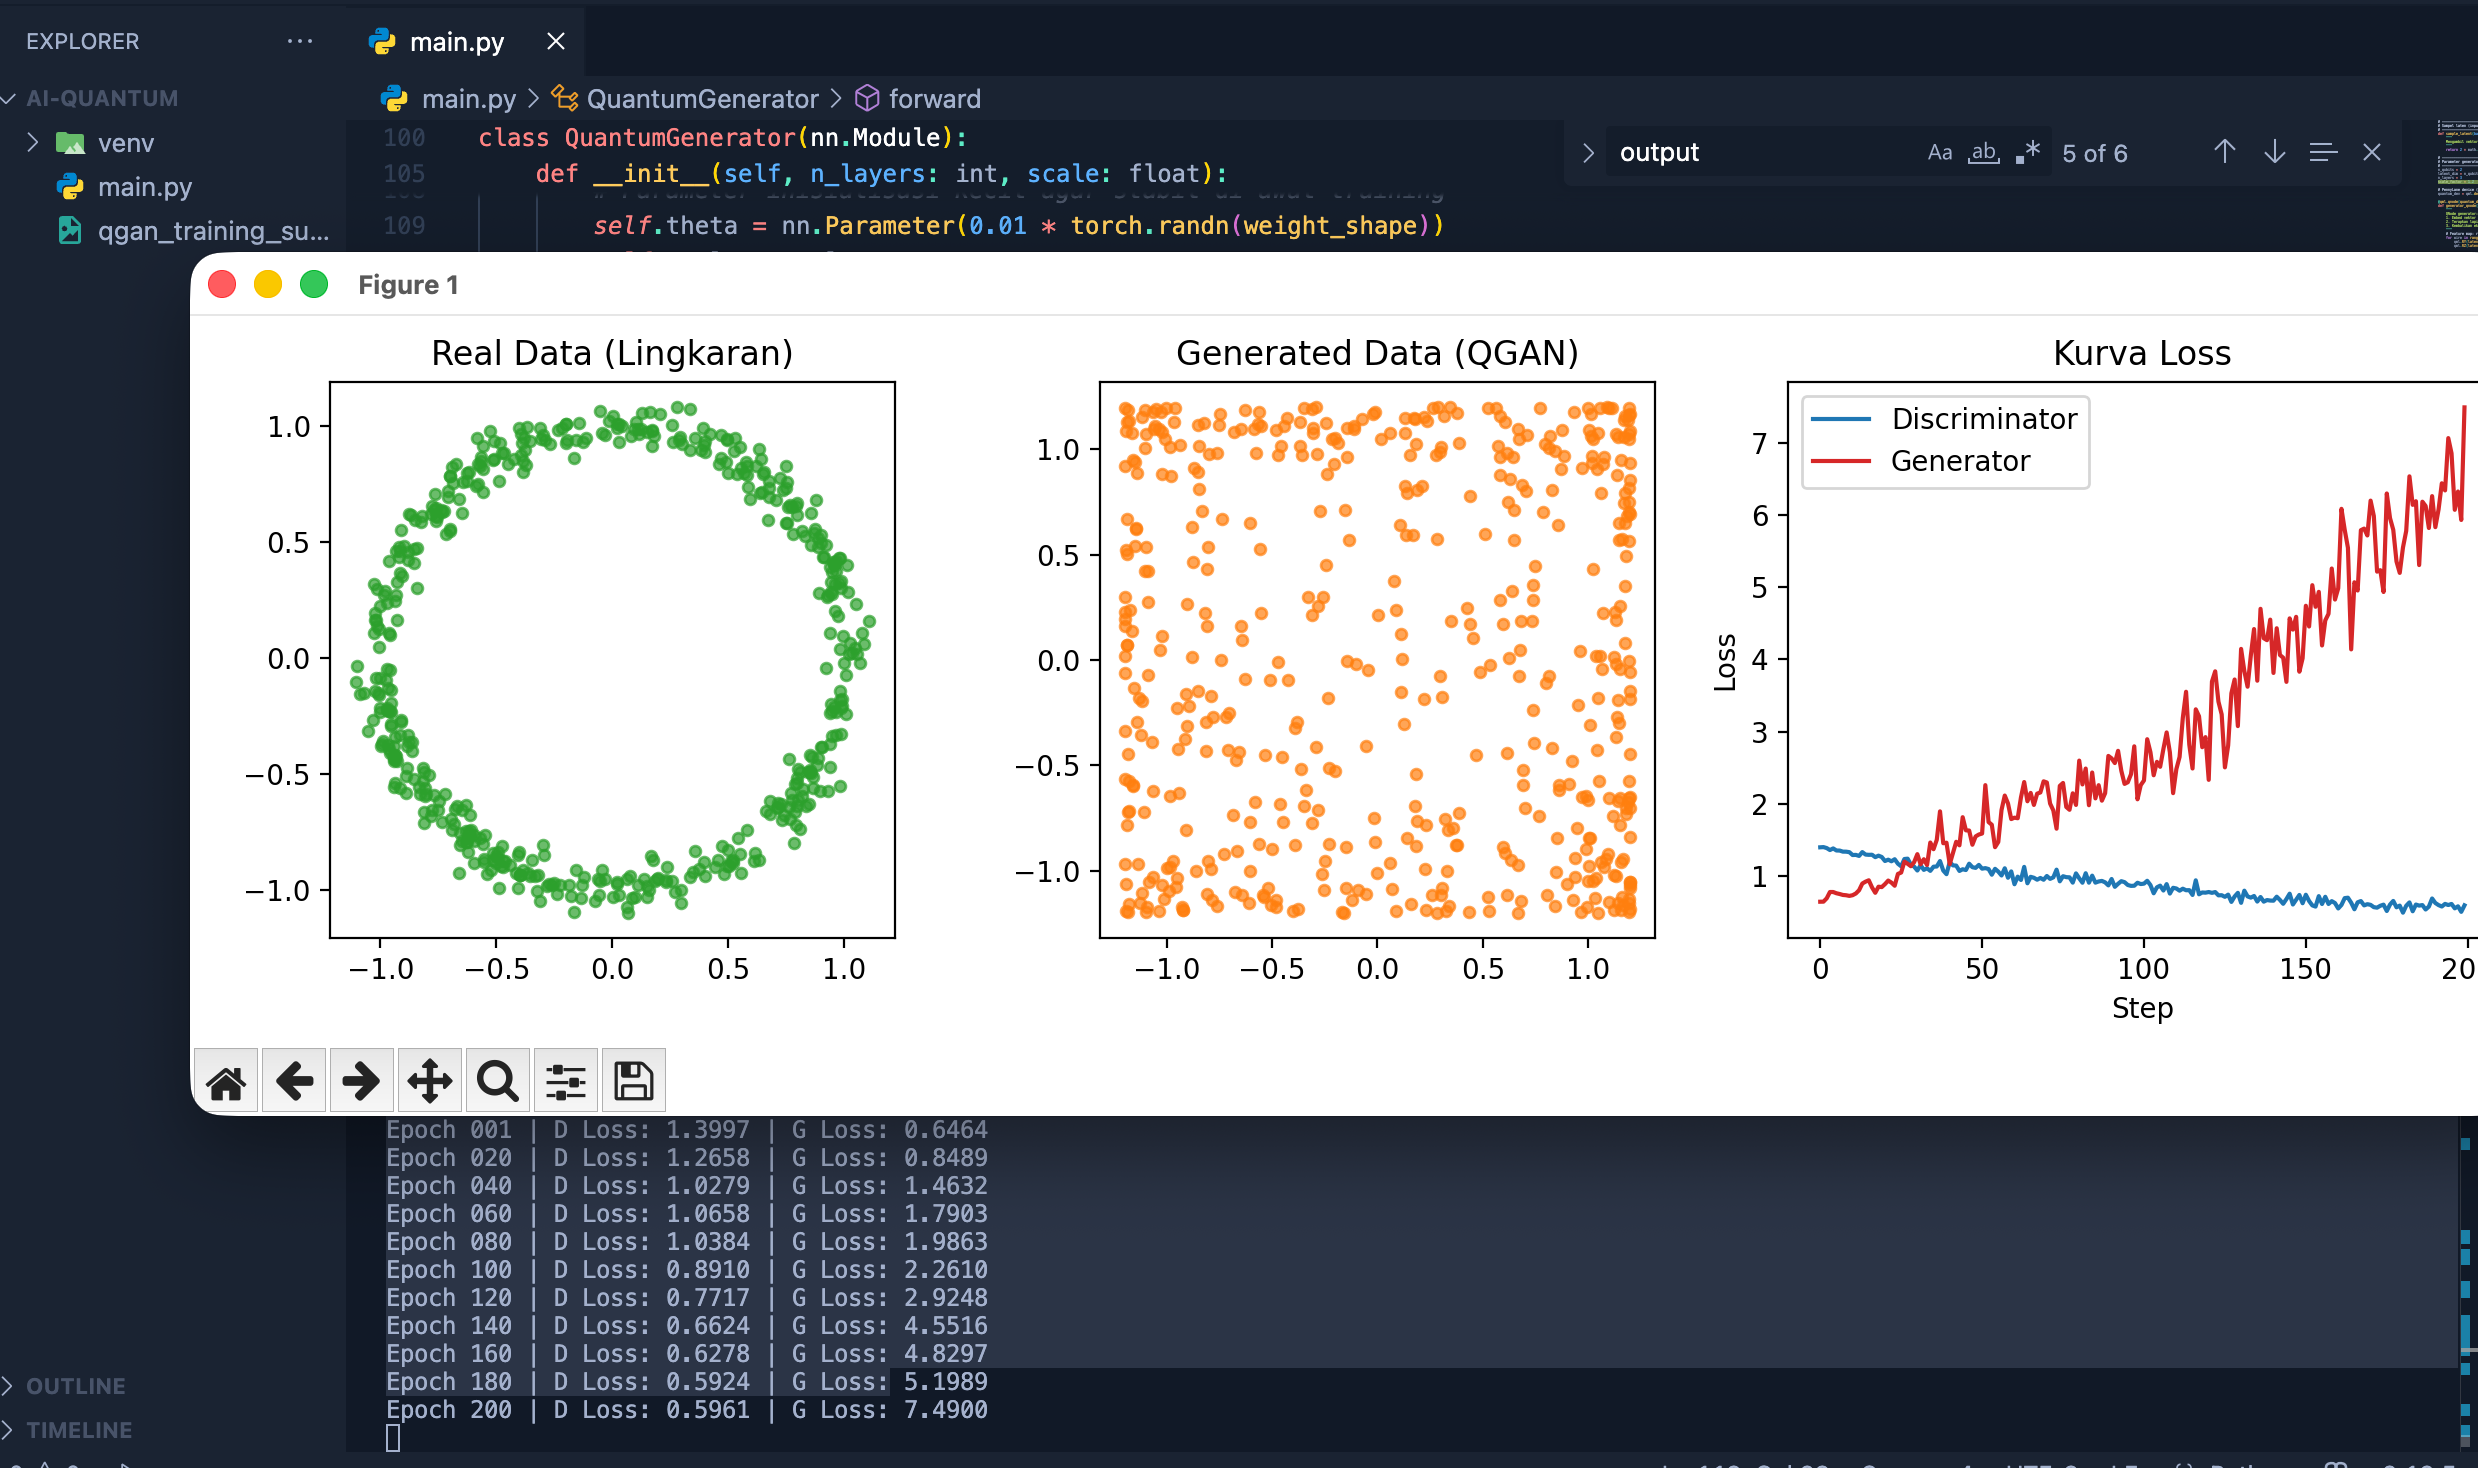 EXPLORER
AI-QUANTUM
venv
main.py
qgan_training_su...
OUTLINE
TIMELINE
main.py
main.py > QuantumGenerator > forward
output
Aa
ab
5 of 6
100 class QuantumGenerator(nn.Module):
105 def __init__(self, n_layers: int, scale: float):
109 self.theta = nn.Parameter(0.01 * torch.randn(weight_shape))
Figure 1
Real Data (Lingkaran)
1.0
0.5
0.0
−0.5
−1.0
−1.0 −0.5 0.0 0.5 1.0
Generated Data (QGAN)
1.0
0.5
0.0
−0.5
−1.0
−1.0 −0.5 0.0 0.5 1.0
Kurva Loss
Discriminator
Generator
Loss
7
6
5
4
3
2
1
0 50 100 150 20
Step
Epoch 001 | D Loss: 1.3997 | G Loss: 0.6464
Epoch 020 | D Loss: 1.2658 | G Loss: 0.8489
Epoch 040 | D Loss: 1.0279 | G Loss: 1.4632
Epoch 060 | D Loss: 1.0658 | G Loss: 1.7903
Epoch 080 | D Loss: 1.0384 | G Loss: 1.9863
Epoch 100 | D Loss: 0.8910 | G Loss: 2.2610
Epoch 120 | D Loss: 0.7717 | G Loss: 2.9248
Epoch 140 | D Loss: 0.6624 | G Loss: 4.5516
Epoch 160 | D Loss: 0.6278 | G Loss: 4.8297
Epoch 180 | D Loss: 0.5924 | G Loss: 5.1989
Epoch 200 | D Loss: 0.5961 | G Loss: 7.4900